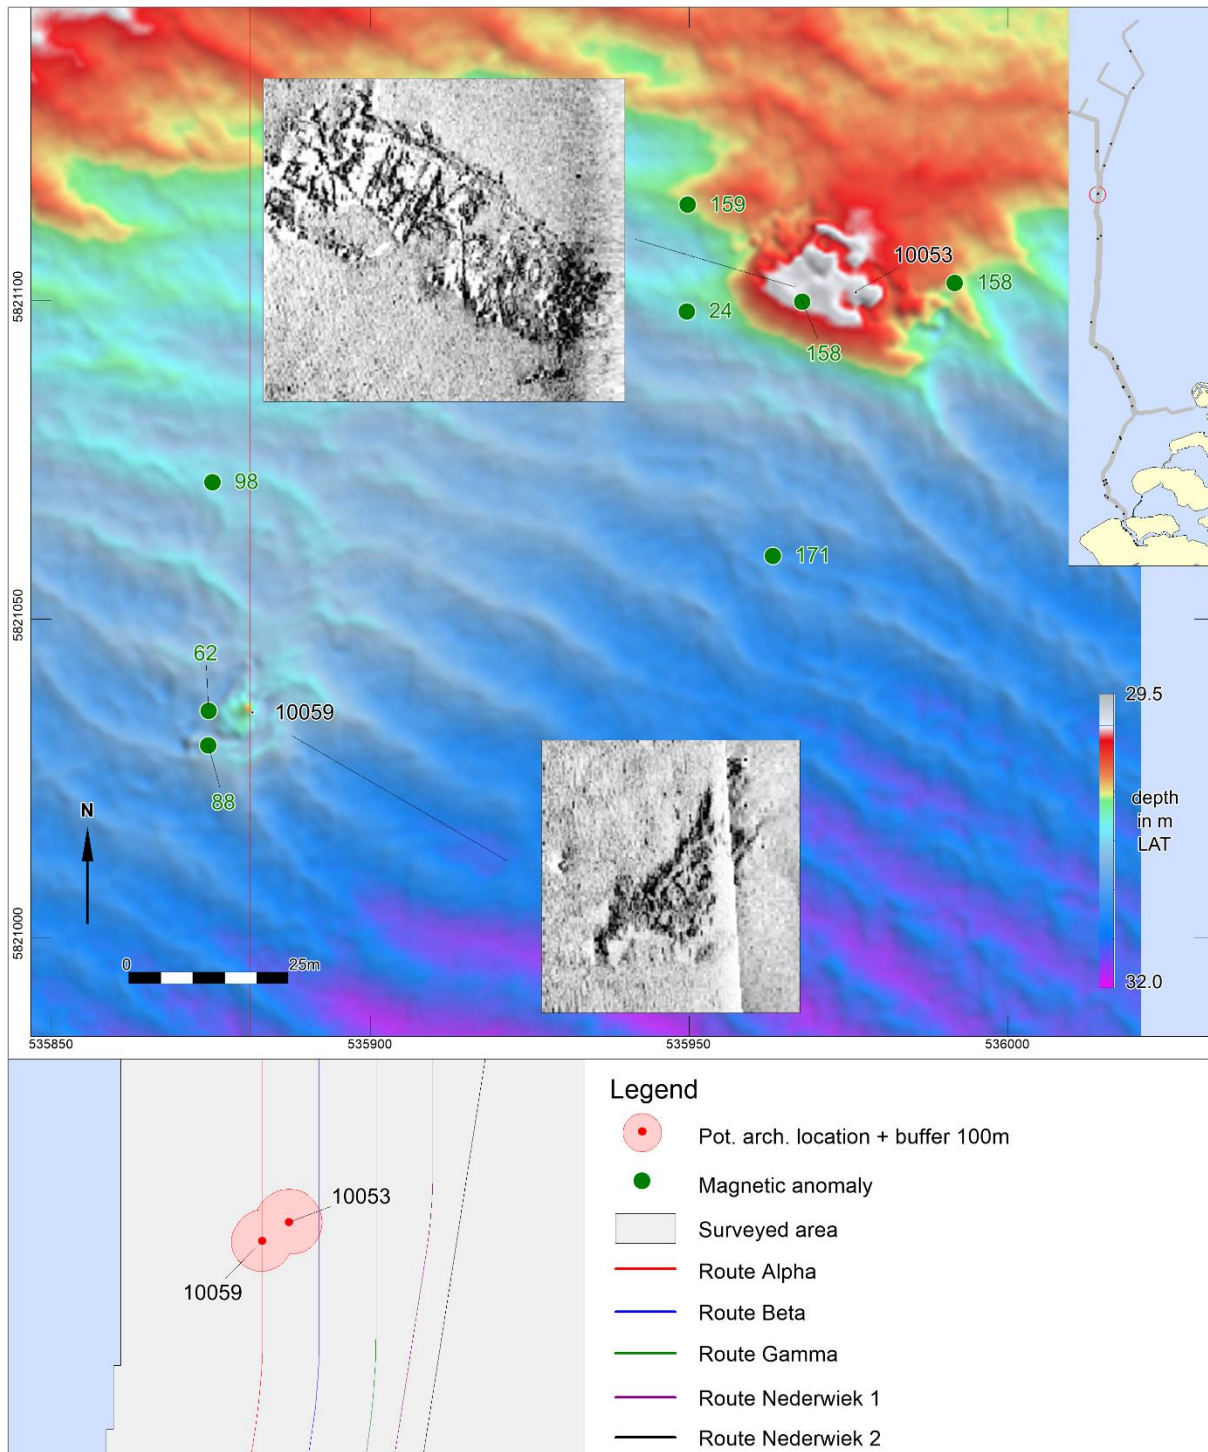 159
10053
158
24
158
5821100
98
171
5821050
62
10059
88
29.5
depth
in m
LAT
N
5821000
0
25m
32.0
535850
535900
535950
536000
Legend
Pot. arch. location + buffer 100m
10053
Magnetic anomaly
Surveyed area
10059
Route Alpha
Route Beta
Route Gamma
Route Nederwiek 1
Route Nederwiek 2